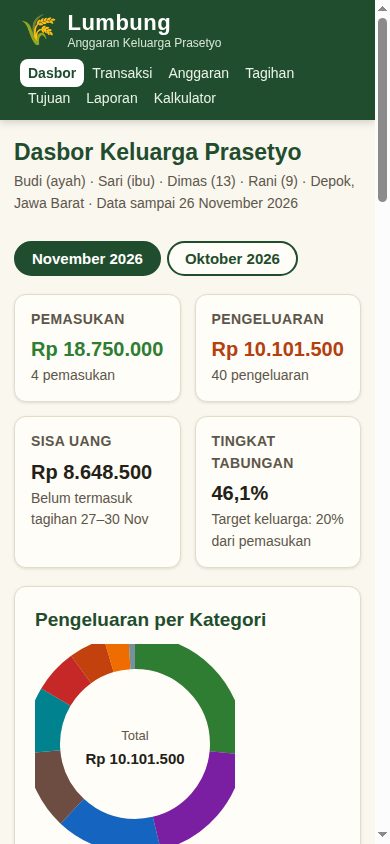 Lumbung
Anggaran Keluarga Prasetyo
Dasbor Transaksi Anggaran Tagihan
Tujuan Laporan Kalkulator
Dasbor Keluarga Prasetyo
Budi (ayah) · Sari (ibu) · Dimas (13) · Rani (9) · Depok,
Jawa Barat · Data sampai 26 November 2026
November 2026 Oktober 2026
PEMASUKAN
Rp 18.750.000
4 pemasukan
PENGELUARAN
Rp 10.101.500
40 pengeluaran
SISA UANG
Rp 8.648.500
Belum termasuk
tagihan 27–30 Nov
TINGKAT
TABUNGAN
46,1%
Target keluarga: 20%
dari pemasukan
Pengeluaran per Kategori
Total
Rp 10.101.500